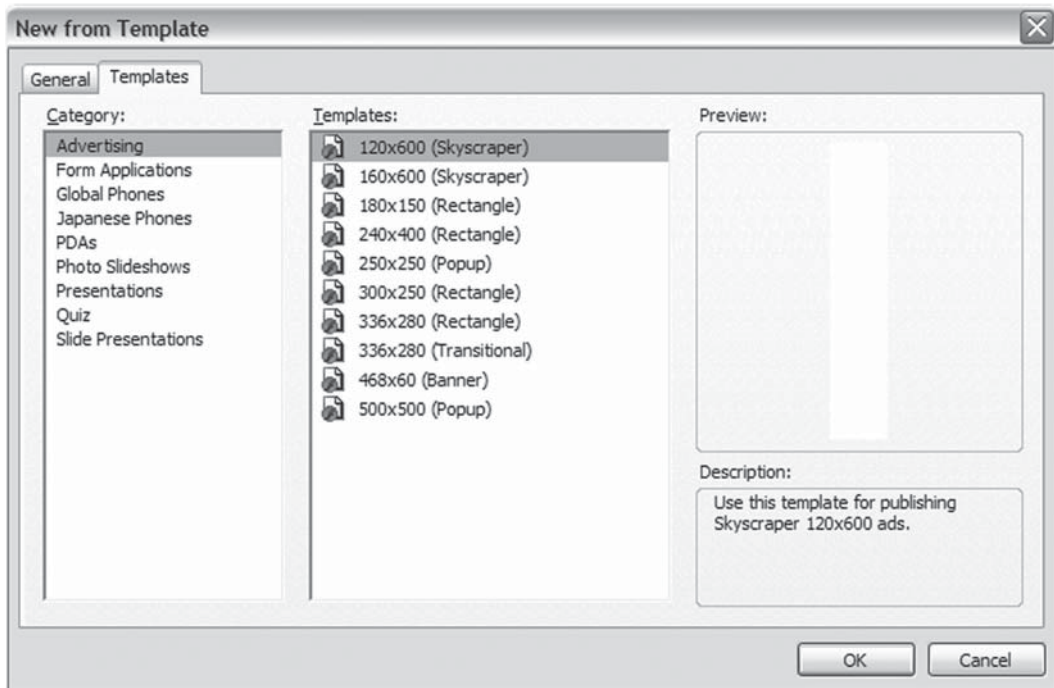 New from Template
General
Templates
Category:
Advertising
Form Applications
Global Phones
Japanese Phones
PDAs
Photo Slideshows
Presentations
Quiz
Slide Presentations
Templates:
120x600 (Skyscraper)
160x600 (Skyscraper)
180x150 (Rectangle)
240x400 (Rectangle)
250x250 (Popup)
300x250 (Rectangle)
336x280 (Rectangle)
336x280 (Transitional)
468x60 (Banner)
500x500 (Popup)
Preview:
Description:
Use this template for publishing
Skyscraper 120x600 ads.
OK
Cancel